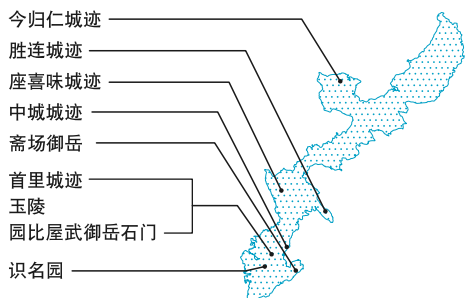 今归仁城迹
胜连城迹
座喜味城迹
中城城迹
斋场御岳
首里城迹
玉陵
园比屋武御岳石门
识名园